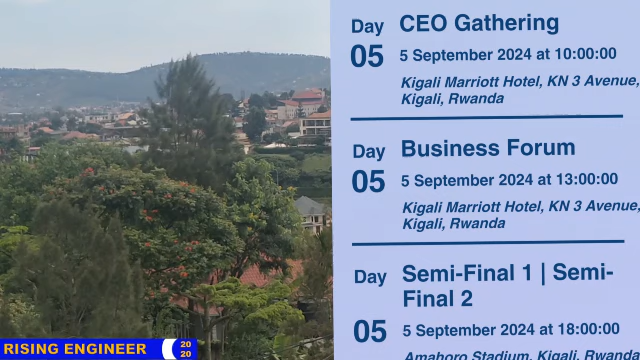 Day CEO Gathering
05 5 September 2024 at 10:00:00
Kigali Marriott Hotel, KN 3 Avenue,
Kigali, Rwanda
Day Business Forum
05 5 September 2024 at 13:00:00
Kigali Marriott Hotel, KN 3 Avenue,
Kigali, Rwanda
Day Semi-Final 1 | Semi-
Final 2
05 5 September 2024 at 18:00:00
Amahoro Stadium, Kigali, Rwanda
RISING ENGINEER 20
20